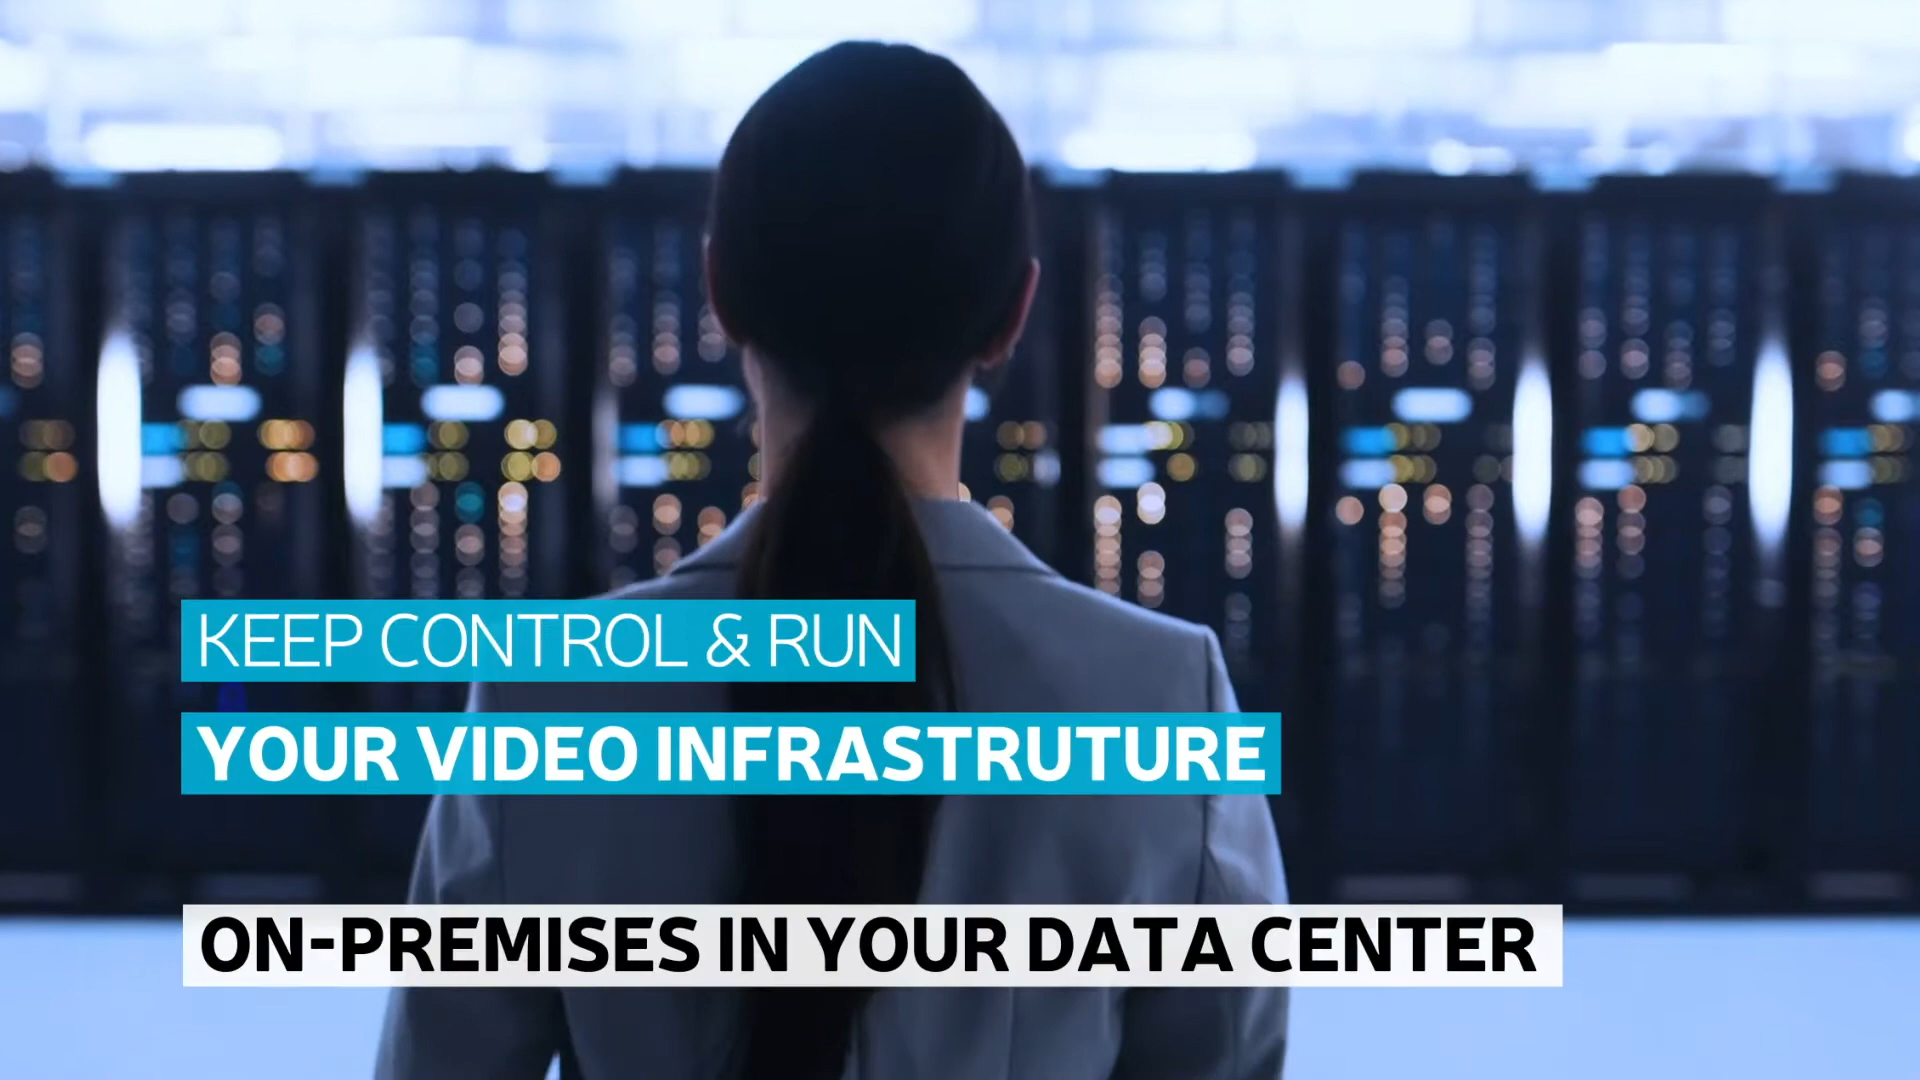 KEEP CONTROL & RUN
YOUR VIDEO INFRASTRUTURE
ON-PREMISES IN YOUR DATA CENTER